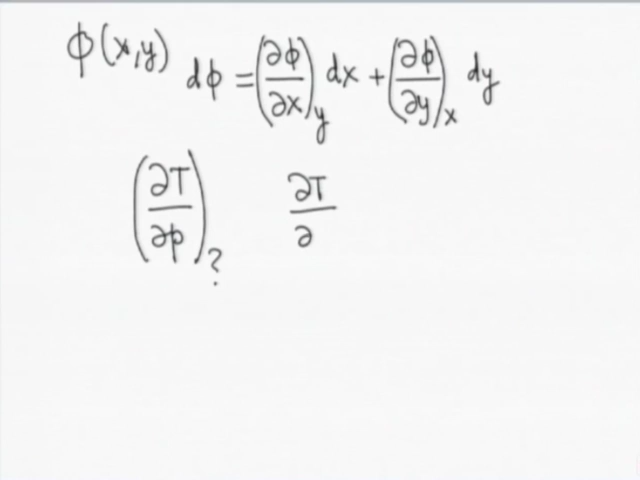 ϕ(x,y) dϕ = (∂ϕ/∂x)_y dx + (∂ϕ/∂y)_x dy
(∂T/∂p)_? ∂T/∂